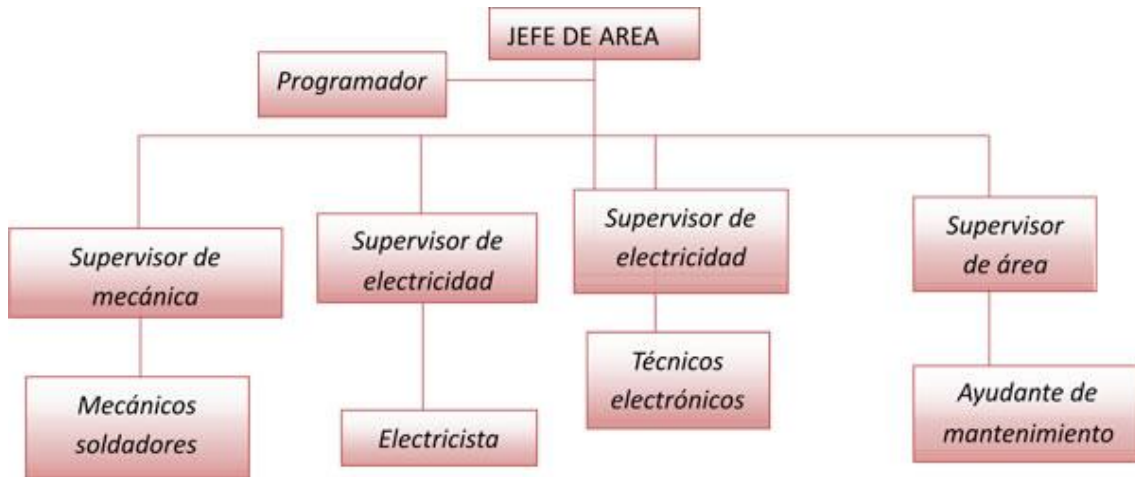 JEFE DE AREA
Programador
Supervisor de
mecánica
Supervisor de
electricidad
Supervisor de
electricidad
Supervisor
de área
Mecánicos
soldadores
Electricista
Técnicos
electrónicos
Ayudante de
mantenimiento